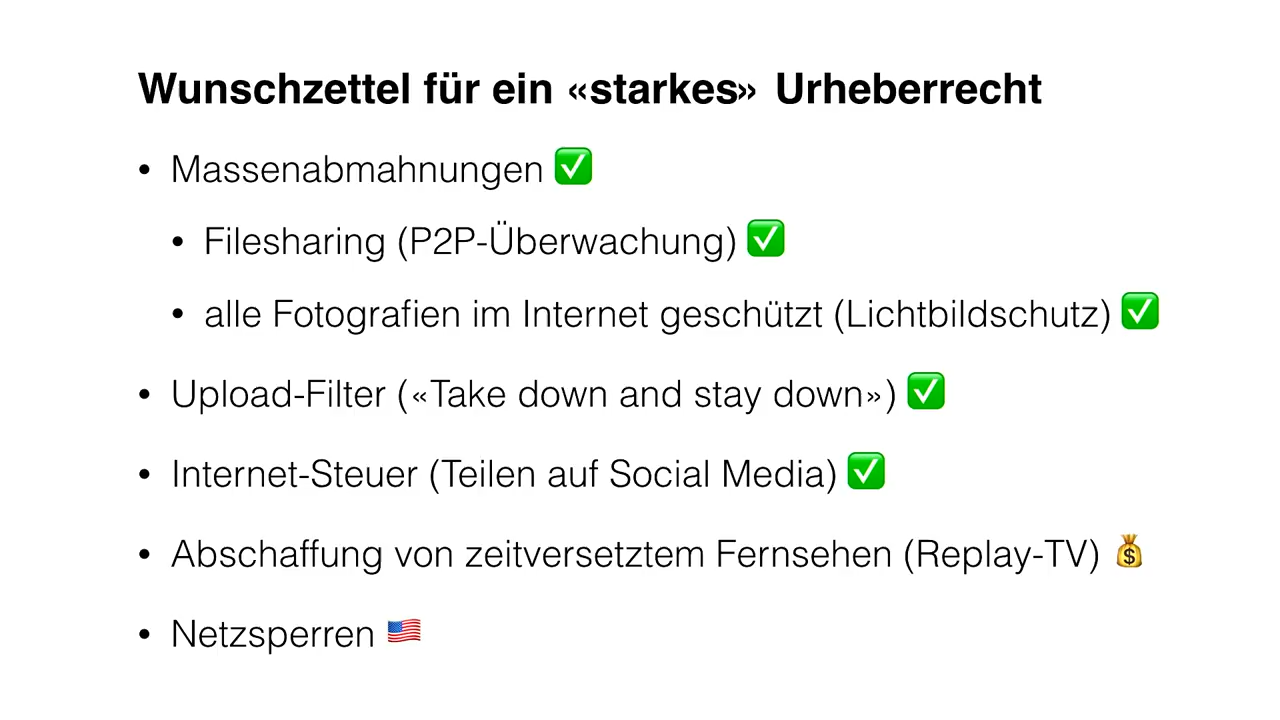 Wunschzettel für ein «starkes» Urheberrecht
• Massenabmahnungen ✅
• Filesharing (P2P-Überwachung) ✅
• alle Fotografien im Internet geschützt (Lichtbildschutz) ✅
• Upload-Filter («Take down and stay down») ✅
• Internet-Steuer (Teilen auf Social Media) ✅
• Abschaffung von zeitversetztem Fernsehen (Replay-TV) 💰
• Netzsperren 🇺🇸